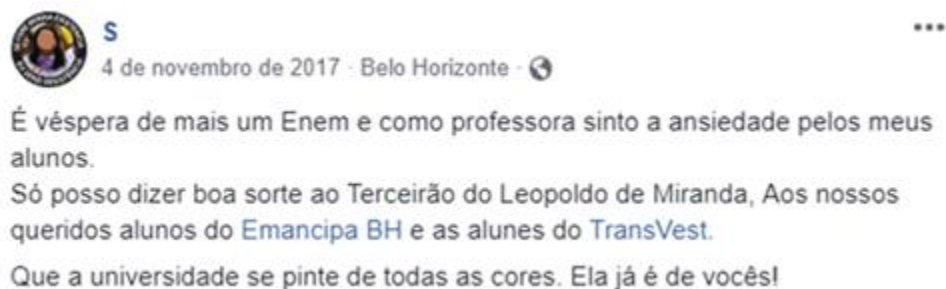 S
4 de novembro de 2017 · Belo Horizonte ·
É véspera de mais um Enem e como professora sinto a ansiedade pelos meus
alunos.
Só posso dizer boa sorte ao Terceirão do Leopoldo de Miranda, Aos nossos
queridos alunos do Emancipa BH e as alunes do TransVest.
Que a universidade se pinte de todas as cores. Ela já é de vocês!